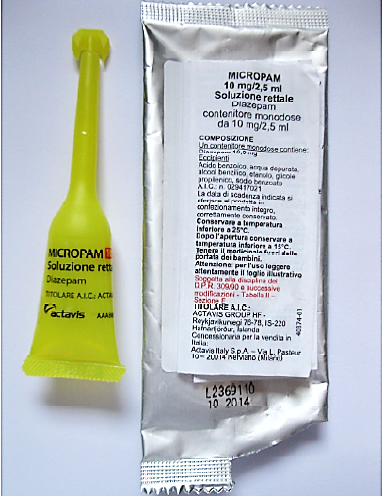 MICROPAM
Soluzione retta
Diazepam
TITOLARE A.I.C.: ACTA
actavis
MICROPAM
10 mg/2,5 ml
Soluzione rettale
Diazepam
contenitore monodose
da 10 mg/2,5 ml
COMPOSIZIONE
Un contenitore monodose contiene:
Diazepam 10,0 mg
Eccipienti
Acido benzoico, acqua depurata,
alcool benzilico, etanolo, glicole
propilenico, sodio benzoato
A.I.C.: n. 029417021
La data di scadenza indicata si
riferisce al prodotto in
confezionamento integro,
correttamente conservato.
Conservare a temperatura
inferiore a 25°C.
Dopo l'apertura conservare a
temperatura inferiore a 15°C.
Tenere il medicinale fuori dalla
portata dei bambini.
Attenzione: per l'uso leggere
attentamente il foglio illustrativo
Soggetta alla disciplina del
D.P.R. 309/90 e successive
modificazioni - Tabella II -
Sezione
TITOLARE A.I.C.:
ACTAVIS GROUP HF -
Reykjavikurvegi 76-78, IS-220
Hafnarfjordur, Islanda
Concessionaria per la vendita in
Italia:
Actavis Italy S.p.A – Via L. Pasteur
10– 20014 Nerviano (Milano)
40374-01
L2369110
10 2014